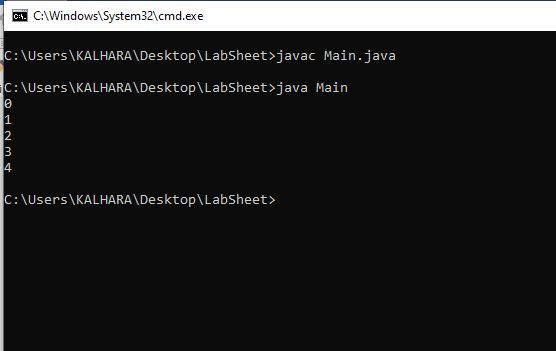 C:\Windows\System32\cmd.exe
C:\Users\KALHARA\Desktop\LabSheet>javac Main.java
C:\Users\KALHARA\Desktop\LabSheet>java Main
0
1
2
3
4
C:\Users\KALHARA\Desktop\LabSheet>